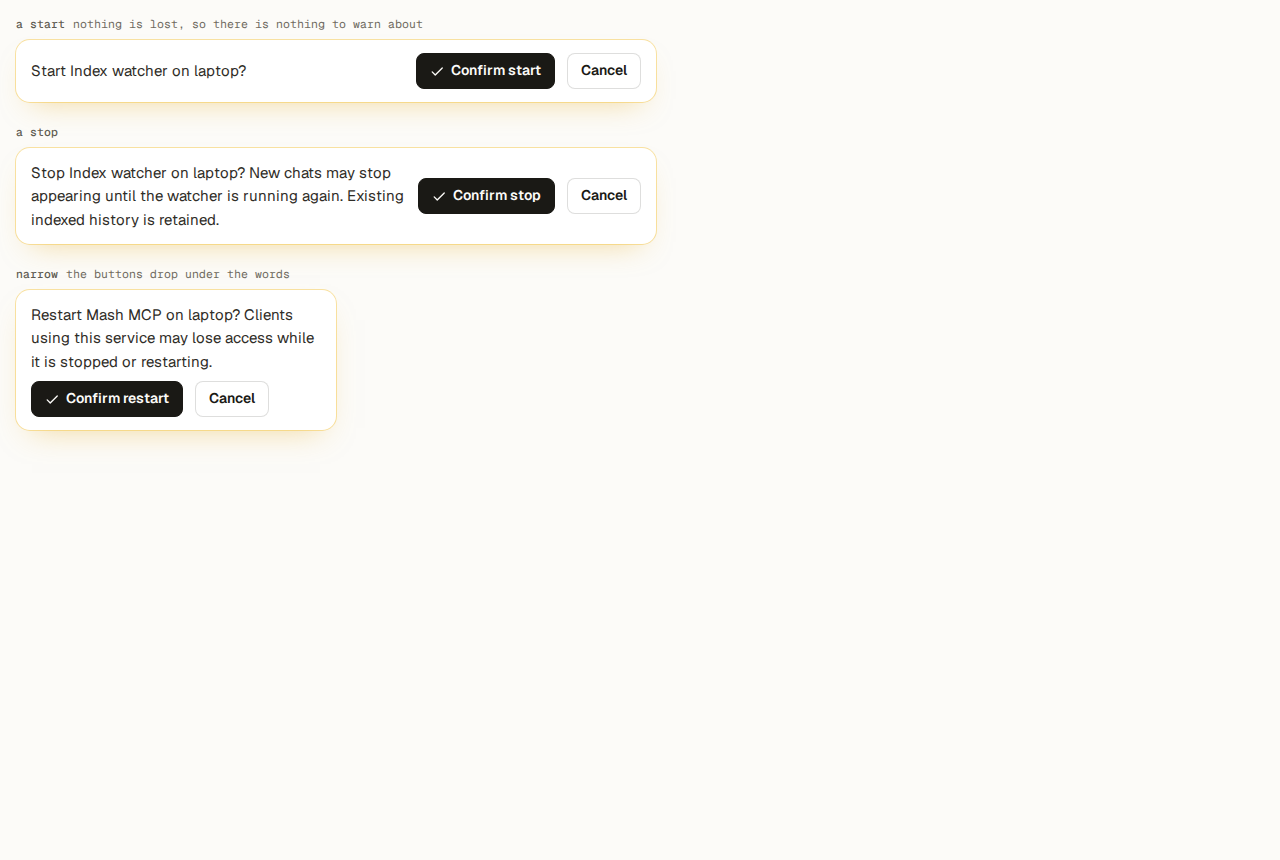 a start nothing is lost, so there is nothing to warn about
Start Index watcher on laptop?
Confirm start
Cancel
a stop
Stop Index watcher on laptop? New chats may stop
appearing until the watcher is running again. Existing
indexed history is retained.
Confirm stop
Cancel
narrow the buttons drop under the words
Restart Mash MCP on laptop? Clients
using this service may lose access while
it is stopped or restarting.
Confirm restart
Cancel